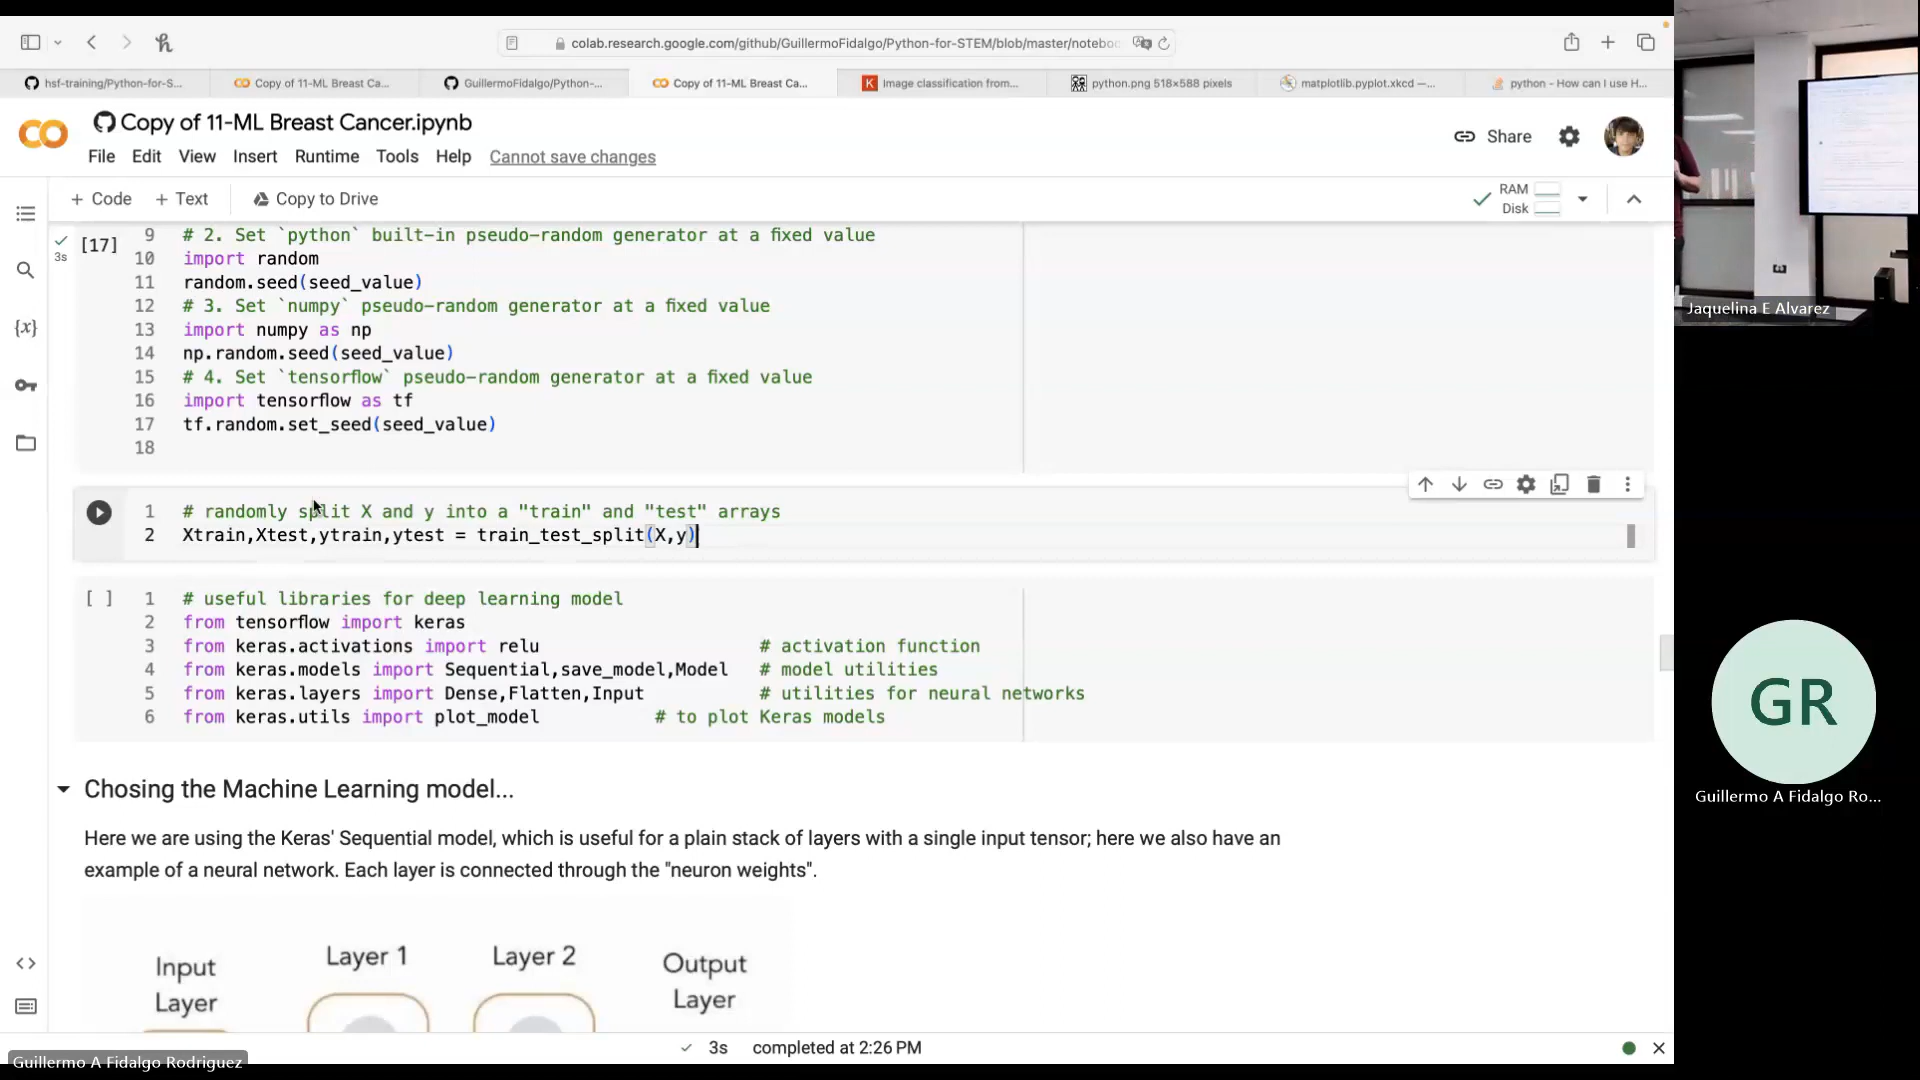 colab.research.google.com/github/GuillermoFidalgo/Python-for-STEM/blob/master/notebo
hsf-training/Python-for-S...
Copy of 11-ML Breast Ca...
GuillermoFidalgo/Python-...
Copy of 11-ML Breast Ca...
Image classification from...
python.png 518×588 pixels
matplotlib.pyplot.xkcd —...
python - How can I use H...
Copy of 11-ML Breast Cancer.ipynb
File Edit View Insert Runtime Tools Help Cannot save changes
Share
+ Code + Text Copy to Drive
RAM
Disk
[17]
3s
9 # 2. Set `python` built-in pseudo-random generator at a fixed value
10 import random
11 random.seed(seed_value)
12 # 3. Set `numpy` pseudo-random generator at a fixed value
13 import numpy as np
14 np.random.seed(seed_value)
15 # 4. Set `tensorflow` pseudo-random generator at a fixed value
16 import tensorflow as tf
17 tf.random.set_seed(seed_value)
18
1 # randomly split X and y into a "train" and "test" arrays
2 Xtrain,Xtest,ytrain,ytest = train_test_split(X,y)
[ ] 1 # useful libraries for deep learning model
2 from tensorflow import keras
3 from keras.activations import relu # activation function
4 from keras.models import Sequential,save_model,Model # model utilities
5 from keras.layers import Dense,Flatten,Input # utilities for neural networks
6 from keras.utils import plot_model # to plot Keras models
Chosing the Machine Learning model...
Here we are using the Keras' Sequential model, which is useful for a plain stack of layers with a single input tensor; here we also have an
example of a neural network. Each layer is connected through the "neuron weights".
Input
Layer
Layer 1
Layer 2
Output
Layer
3s completed at 2:26 PM
Guillermo A Fidalgo Rodriguez
Jaquelina E Alvarez
GR
Guillermo A Fidalgo Ro...